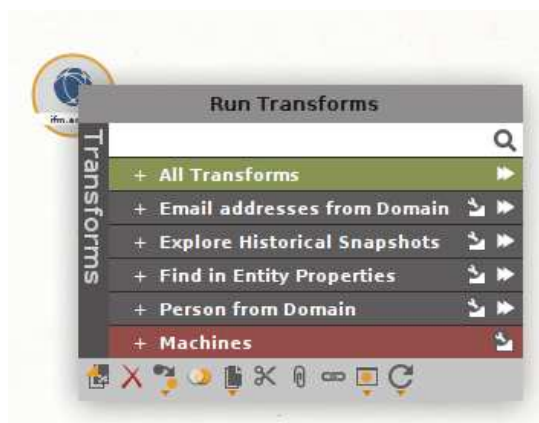 Run Transforms
Transforms
+ All Transforms
+ Email addresses from Domain
+ Explore Historical Snapshots
+ Find in Entity Properties
+ Person from Domain
+ Machines